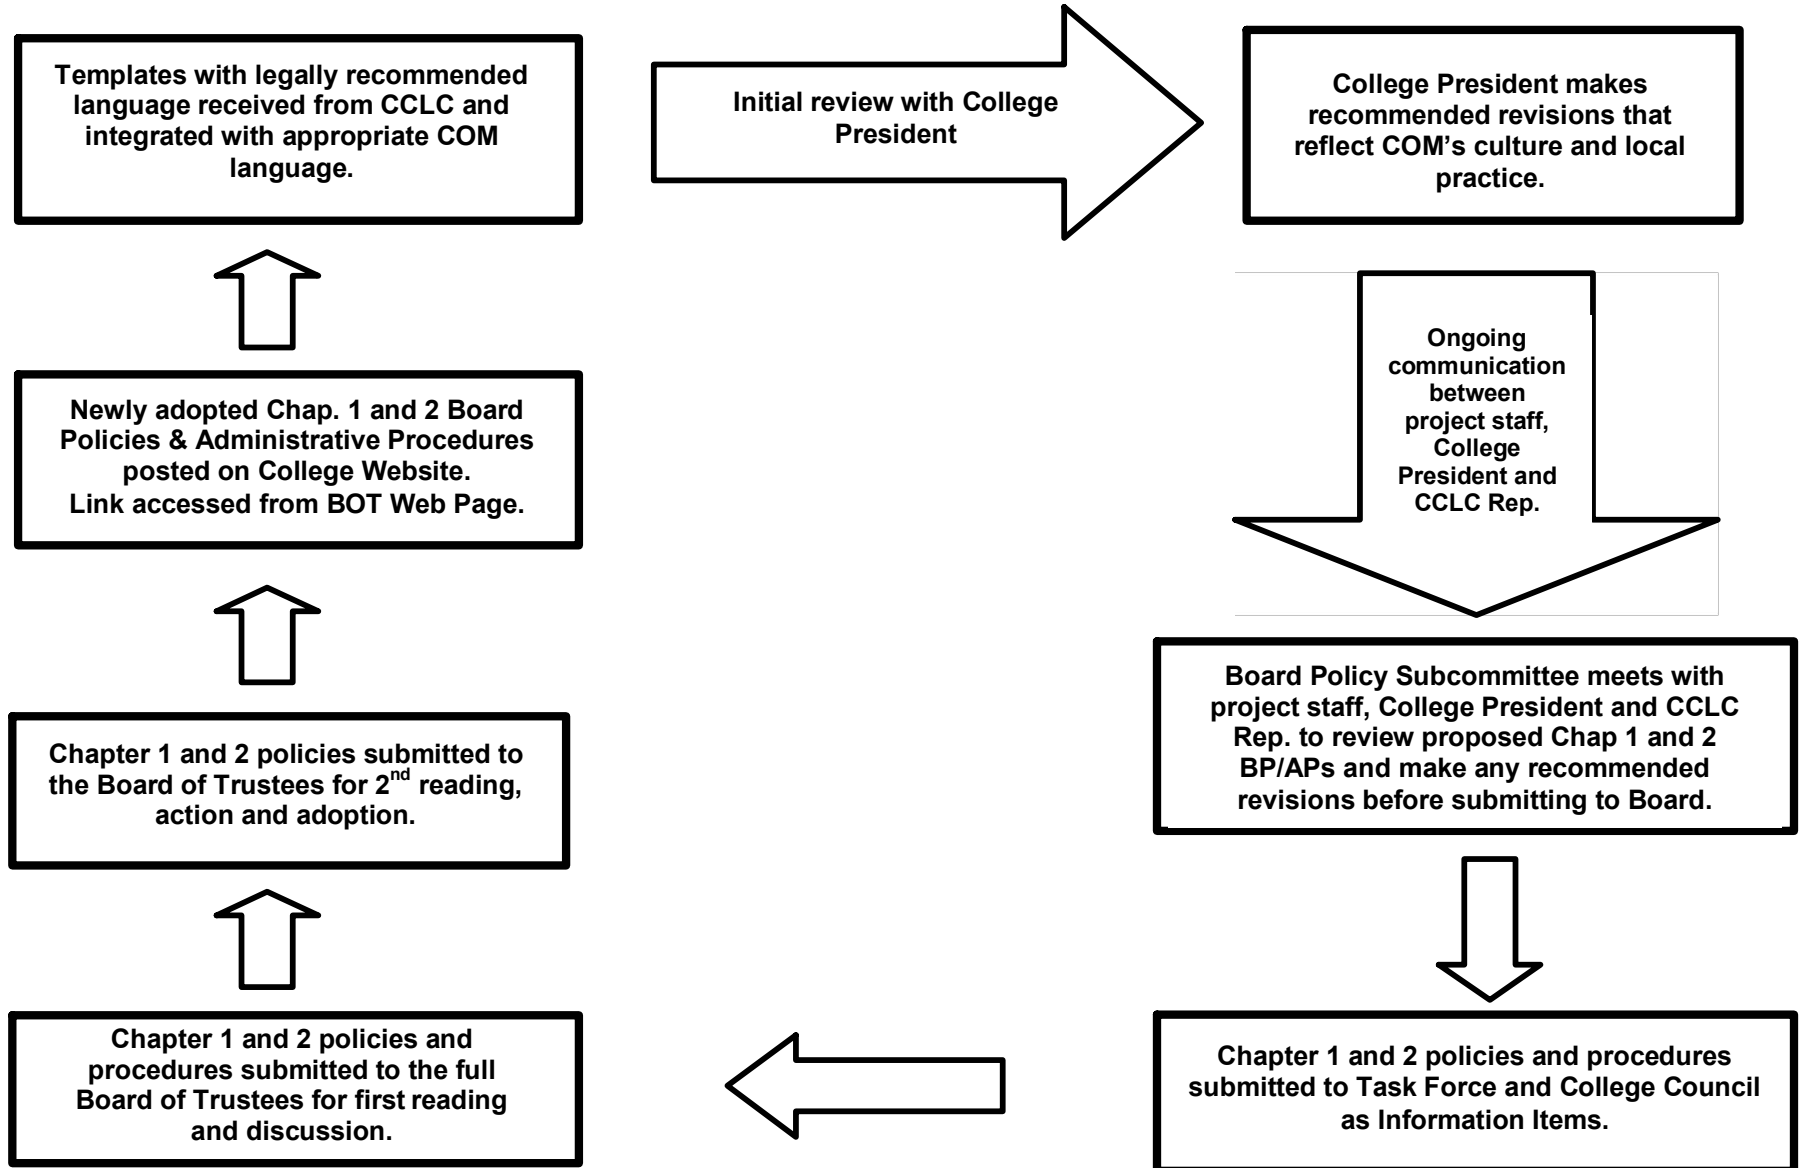 Templates with legally recommended
language received from CCLC and
integrated with appropriate COM
language.
Initial review with College
President
College President makes
recommended revisions that
reflect COM’s culture and local
practice.
Ongoing
communication
between
project staff,
College
President and
CCLC Rep.
Board Policy Subcommittee meets with
project staff, College President and CCLC
Rep. to review proposed Chap 1 and 2
BP/APs and make any recommended
revisions before submitting to Board.
Chapter 1 and 2 policies and procedures
submitted to Task Force and College Council
as Information Items.
Chapter 1 and 2 policies and
procedures submitted to the full
Board of Trustees for first reading
and discussion.
Chapter 1 and 2 policies submitted to
the Board of Trustees for 2nd reading,
action and adoption.
Newly adopted Chap. 1 and 2 Board
Policies & Administrative Procedures
posted on College Website.
Link accessed from BOT Web Page.